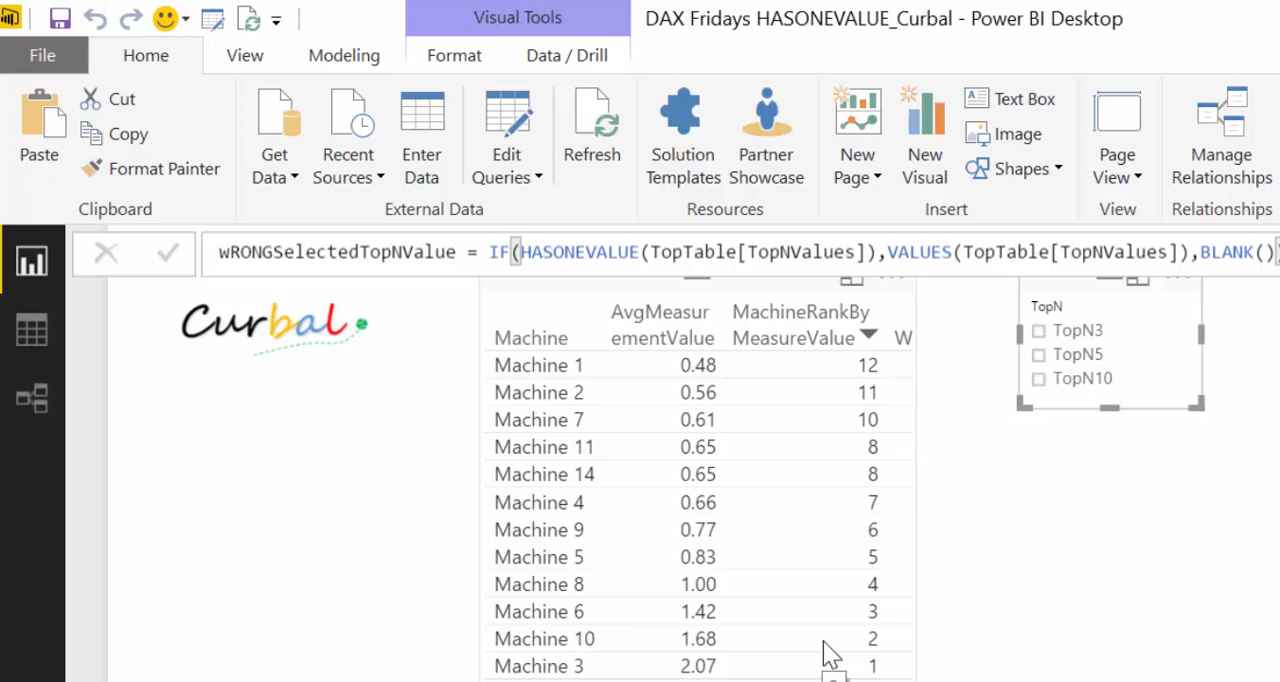 Visual Tools
DAX Fridays HASONEVALUE_Curbal - Power BI Desktop
File Home View Modeling Format Data / Drill
Paste
Cut
Copy
Format Painter
Get Data
Recent Sources
Enter Data
Edit Queries
Refresh
Solution Templates
Partner Showcase
New Page
New Visual
Text Box
Image
Shapes
Page View
Manage Relationships
Clipboard External Data Resources Insert View Relationships
wRONGSelectedTopNValue = IF(HASONEVALUE(TopTable[TopNValues]),VALUES(TopTable[TopNValues]),BLANK())
Curbal
Machine AvgMeasurementValue MachineRankByMeasureValue W
Machine 1 0.48 12
Machine 2 0.56 11
Machine 7 0.61 10
Machine 11 0.65 8
Machine 14 0.65 8
Machine 4 0.66 7
Machine 9 0.77 6
Machine 5 0.83 5
Machine 8 1.00 4
Machine 6 1.42 3
Machine 10 1.68 2
Machine 3 2.07 1
TopN
TopN3
TopN5
TopN10